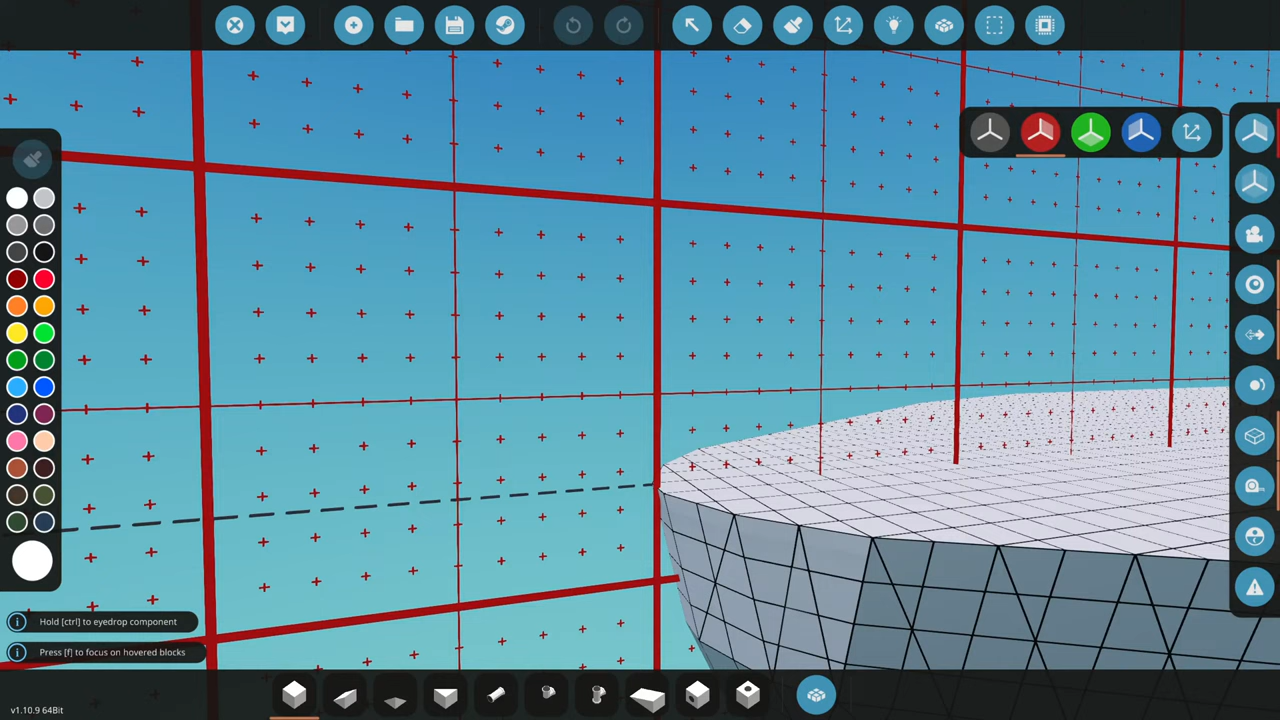 Hold [ctrl] to eyedrop component
Press [f] to focus on hovered blocks
v1.10.9 64Bit